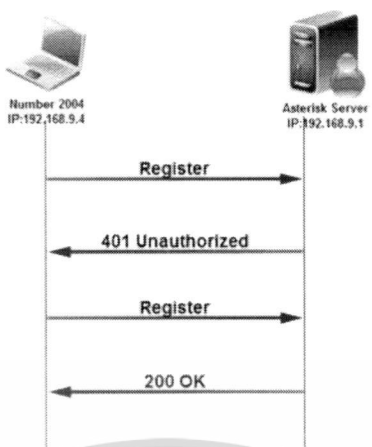 Number 2004
IP:192.168.9.4
Asterisk Server
IP:192.168.9.1
Register
401 Unauthorized
Register
200 OK